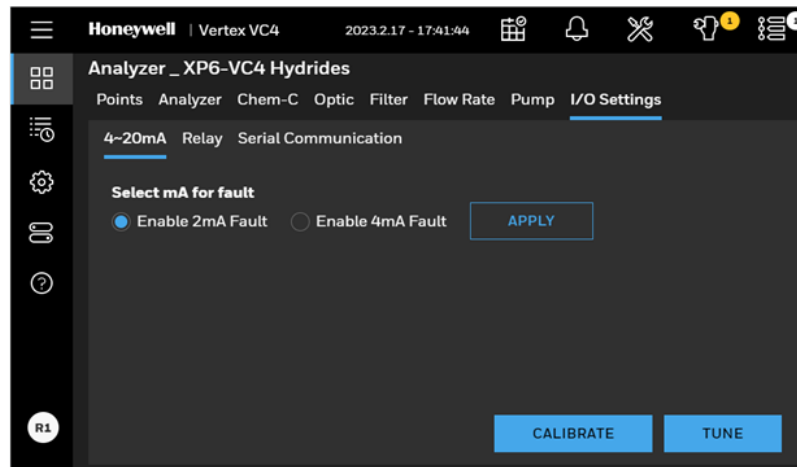 Honeywell | Vertex VC4 2023.2.17 - 17:41:44 1
Analyzer _ XP6-VC4 Hydrides
Points Analyzer Chem-C Optic Filter Flow Rate Pump I/O Settings
4~20mA Relay Serial Communication
Select mA for fault
Enable 2mA Fault Enable 4mA Fault APPLY
R1 CALIBRATE TUNE